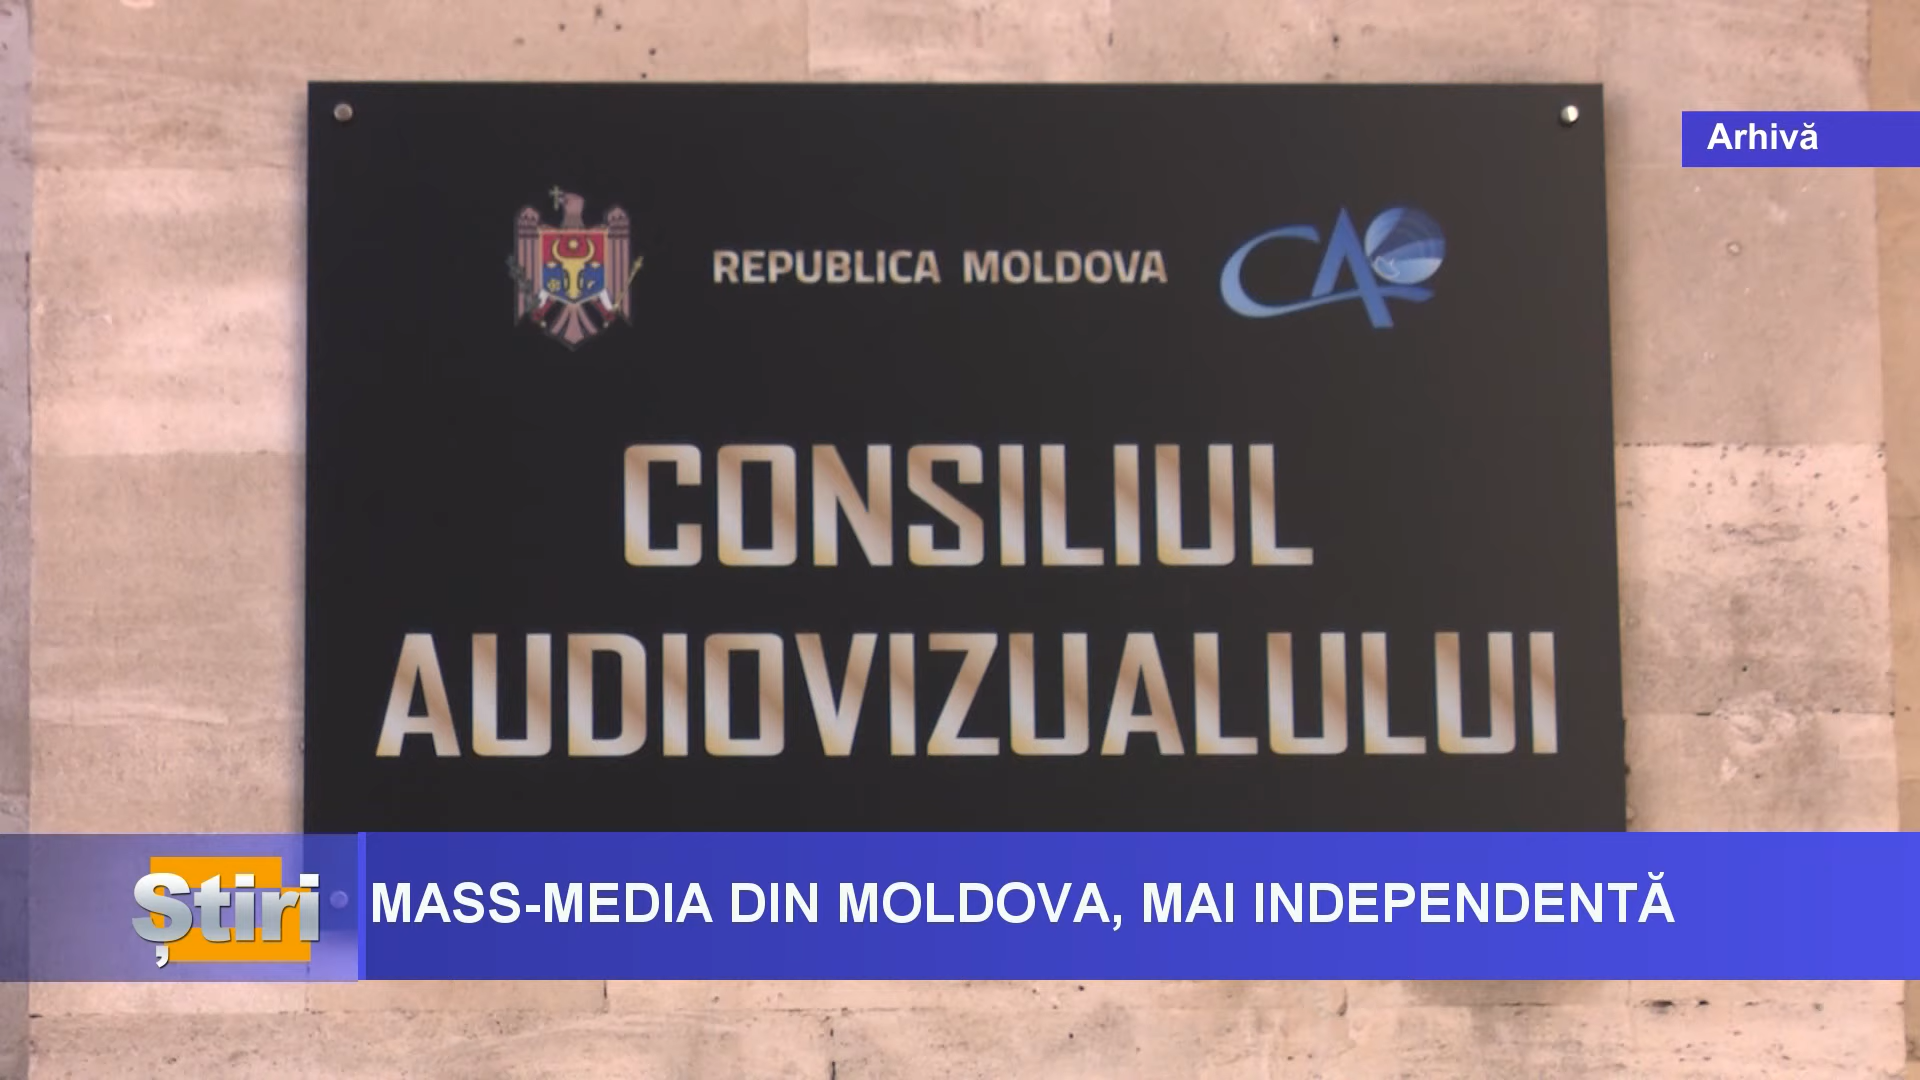 Arhivă
REPUBLICA MOLDOVA CA
CONSILIUL
AUDIOVIZUALULUI
Știri
MASS-MEDIA DIN MOLDOVA, MAI INDEPENDENTĂ